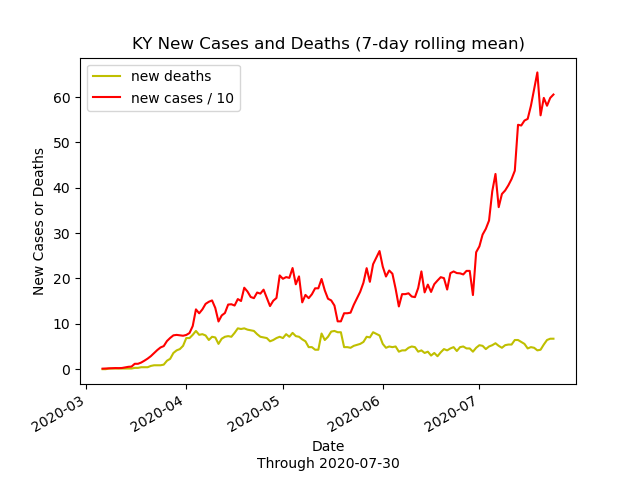 KY New Cases and Deaths (7-day rolling mean)
new deaths
new cases / 10
New Cases or Deaths
60
50
40
30
20
10
0
2020-03
2020-04
2020-05
2020-06
2020-07
Date
Through 2020-07-30